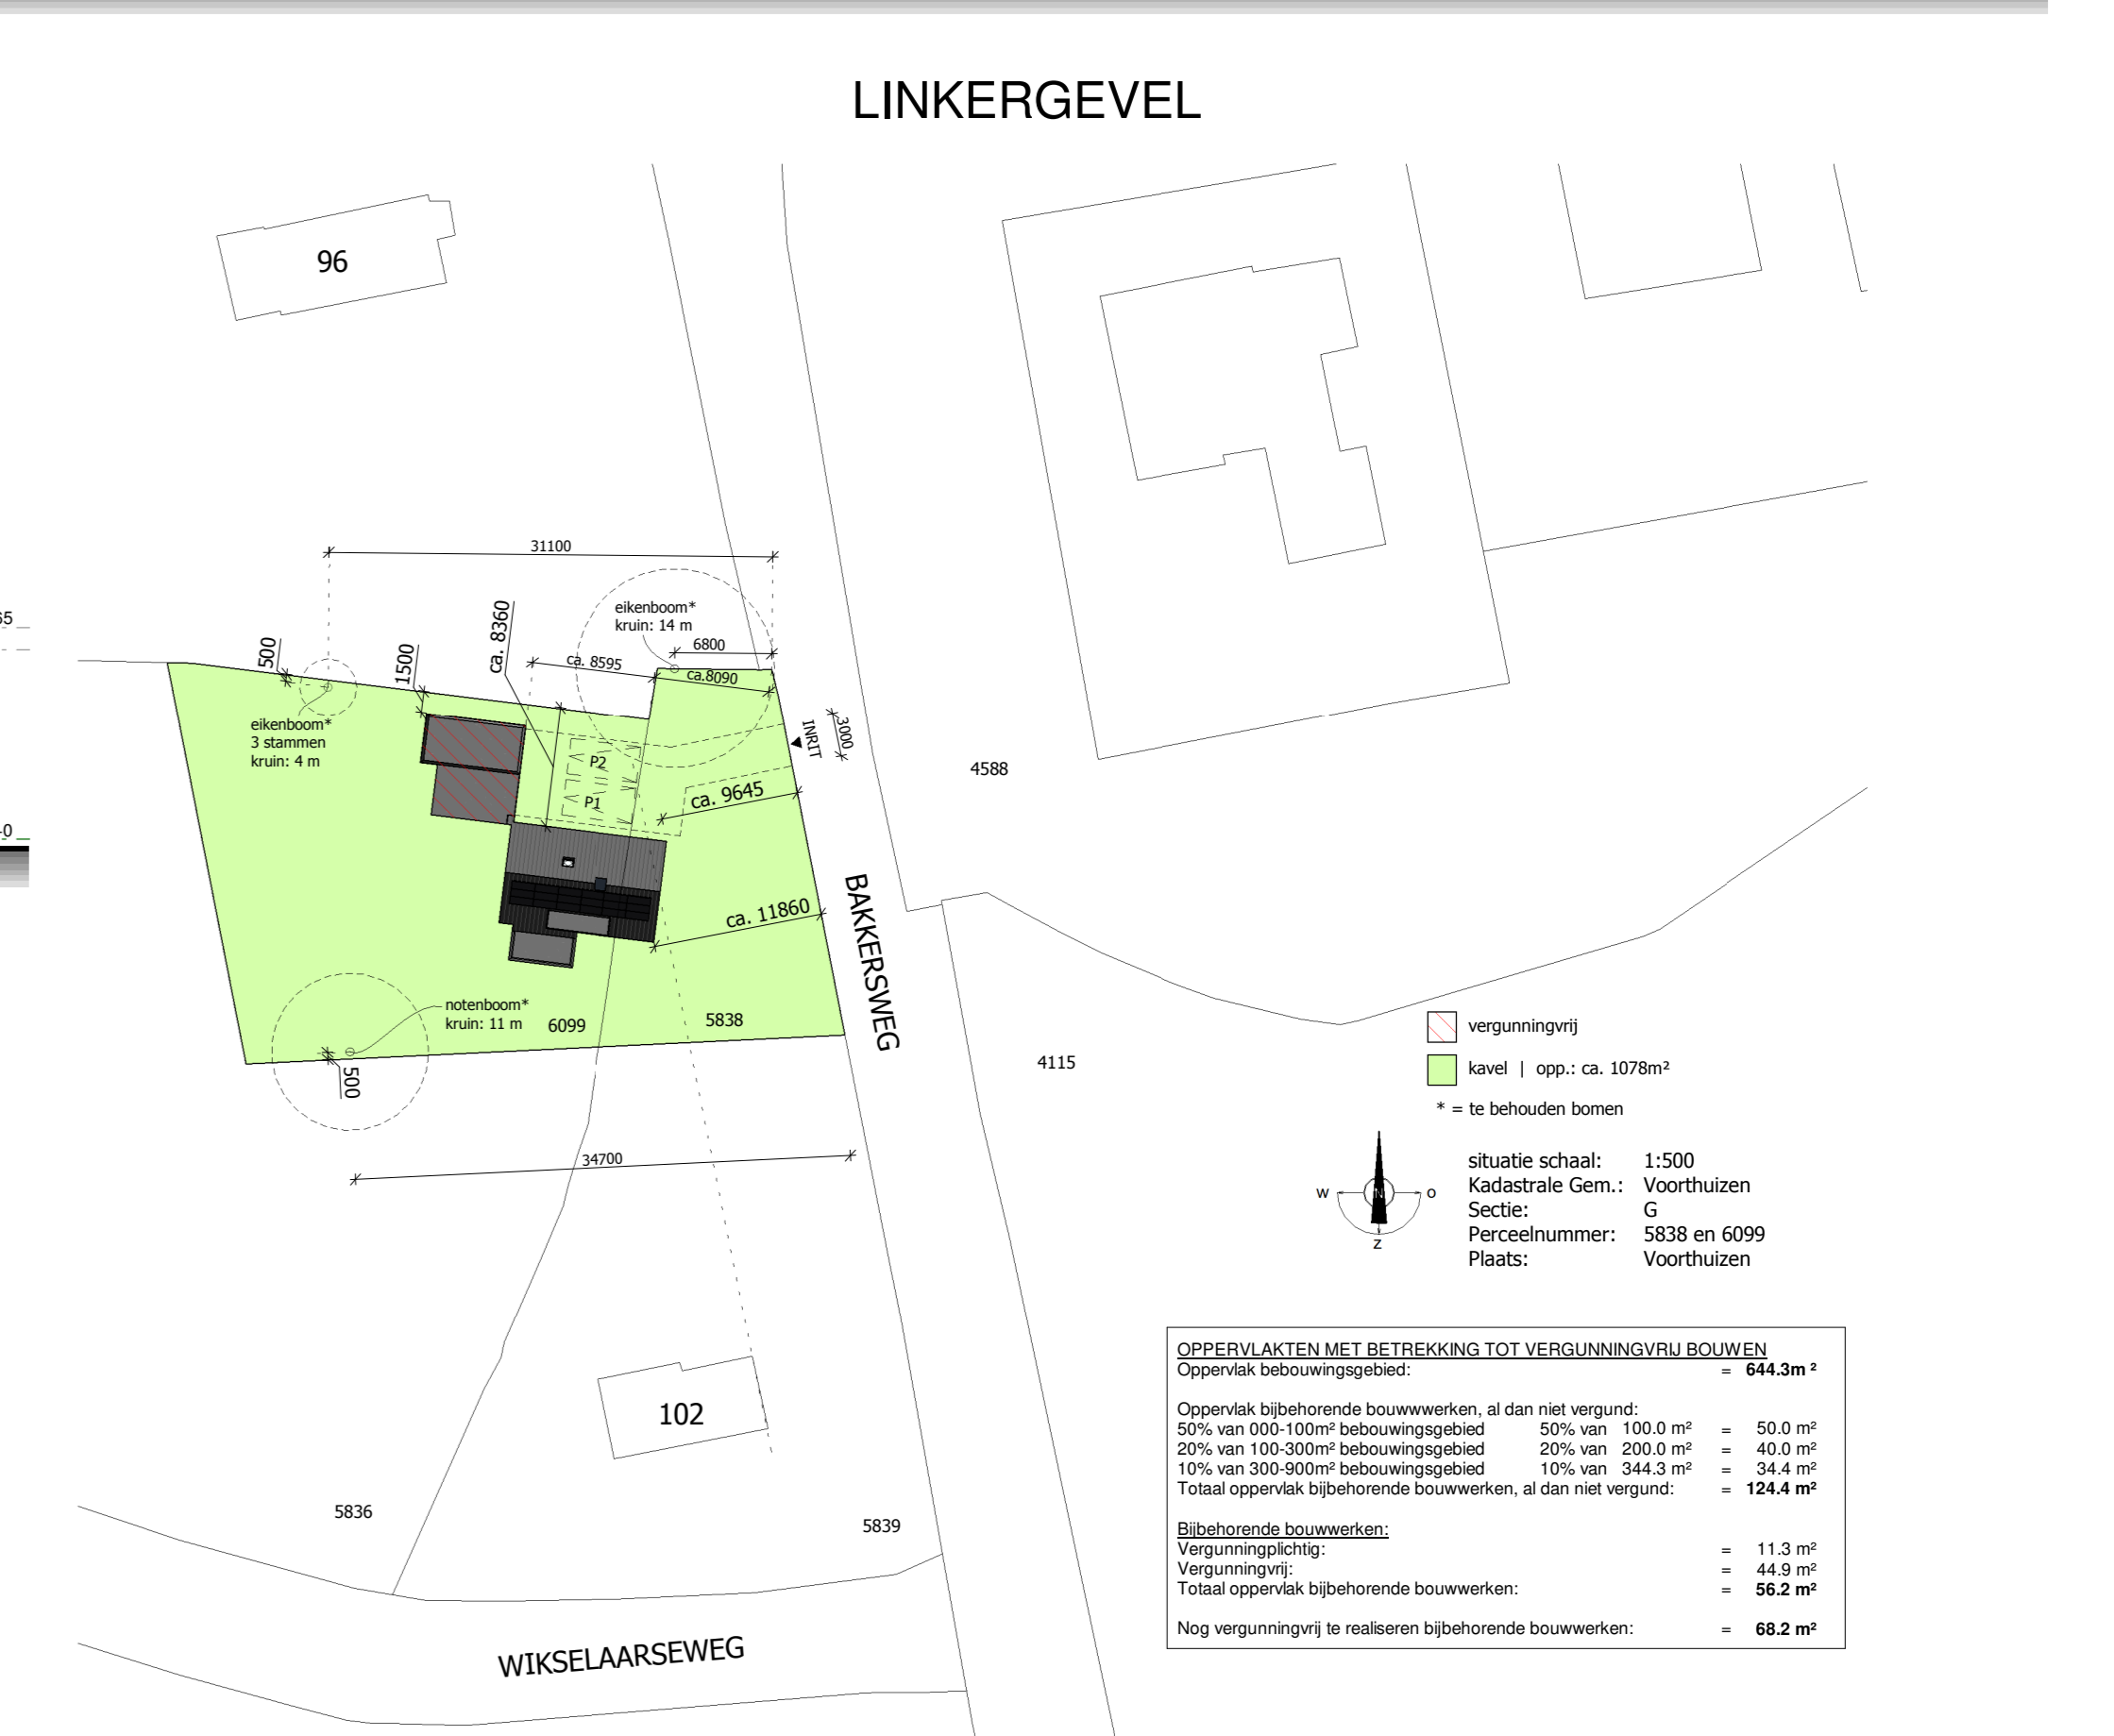 LINKERGEVEL
96
31100
eikenboom*
kruin: 14 m
6800
ca. 8595
ca.8090
ca. 8360
500
1500
eikenboom*
3 stammen
kruin: 4 m
P2
P1
INRIT
3000
ca. 9645
ca. 11860
BAKKERSWEG
4588
notenboom*
kruin: 11 m
6099
5838
500
34700
4115
vergunningvrij
kavel | opp.: ca. 1078m²
* = te behouden bomen
W
N
O
Z
situatie schaal: 1:500
Kadastrale Gem.: Voorthuizen
Sectie: G
Perceelnummer: 5838 en 6099
Plaats: Voorthuizen
102
5836
5839
WIKSELAARSEWEG
OPPERVLAKTEN MET BETREKKING TOT VERGUNNINGVRIJ BOUWEN
Oppervlak bebouwingsgebied: = 644.3m ²
Oppervlak bijbehorende bouwwwerken, al dan niet vergund:
50% van 000-100m² bebouwingsgebied 50% van 100.0 m² = 50.0 m²
20% van 100-300m² bebouwingsgebied 20% van 200.0 m² = 40.0 m²
10% van 300-900m² bebouwingsgebied 10% van 344.3 m² = 34.4 m²
Totaal oppervlak bijbehorende bouwwerken, al dan niet vergund: = 124.4 m²
Bijbehorende bouwwerken:
Vergunningplichtig: = 11.3 m²
Vergunningvrij: = 44.9 m²
Totaal oppervlak bijbehorende bouwwerken: = 56.2 m²
Nog vergunningvrij te realiseren bijbehorende bouwwerken: = 68.2 m²